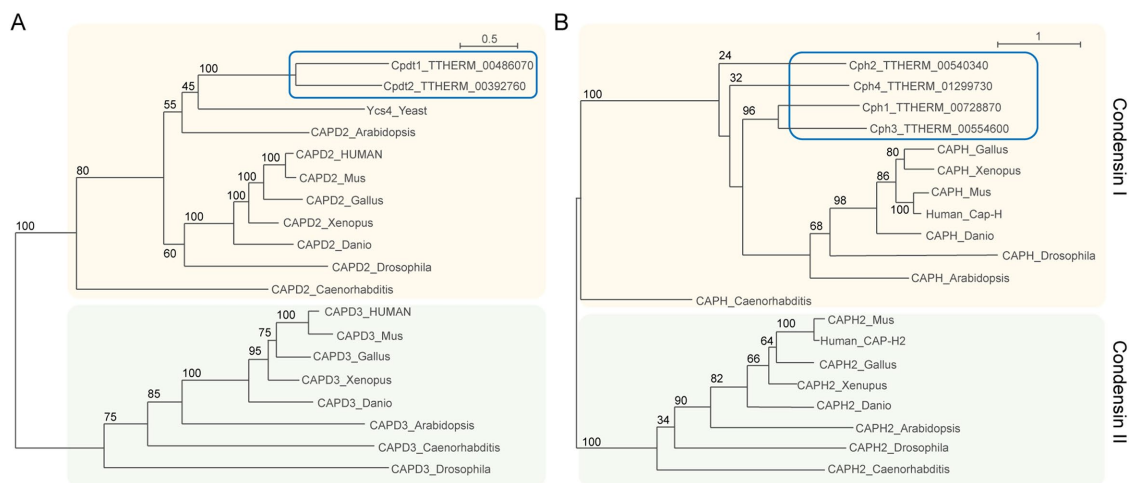 A
0.5
100
Cpdt1_TTHERM_00486070
45
Cpdt2_TTHERM_00392760
55
Ycs4_Yeast
CAPD2_Arabidopsis
80
100
CAPD2_HUMAN
100
CAPD2_Mus
100
CAPD2_Gallus
100
CAPD2_Xenopus
60
CAPD2_Danio
CAPD2_Drosophila
100
CAPD2_Caenorhabditis
CAPD3_HUMAN
100
75
CAPD3_Mus
95
CAPD3_Gallus
100
CAPD3_Xenopus
85
CAPD3_Danio
75
CAPD3_Arabidopsis
CAPD3_Caenorhabditis
CAPD3_Drosophila
B
1
24
Cph2_TTHERM_00540340
32
Cph4_TTHERM_01299730
100
96
Cph1_TTHERM_00728870
Cph3_TTHERM_00554600
80
CAPH_Gallus
CAPH_Xenopus
86
CAPH_Mus
100
Human_Cap-H
98
CAPH_Danio
68
CAPH_Drosophila
CAPH_Arabidopsis
CAPH_Caenorhabditis
CAPH2_Mus
100
Human_CAP-H2
64
CAPH2_Gallus
66
CAPH2_Xenupus
82
CAPH2_Danio
90
CAPH2_Arabidopsis
34
CAPH2_Drosophila
100
CAPH2_Caenorhabditis
Condensin I
Condensin II